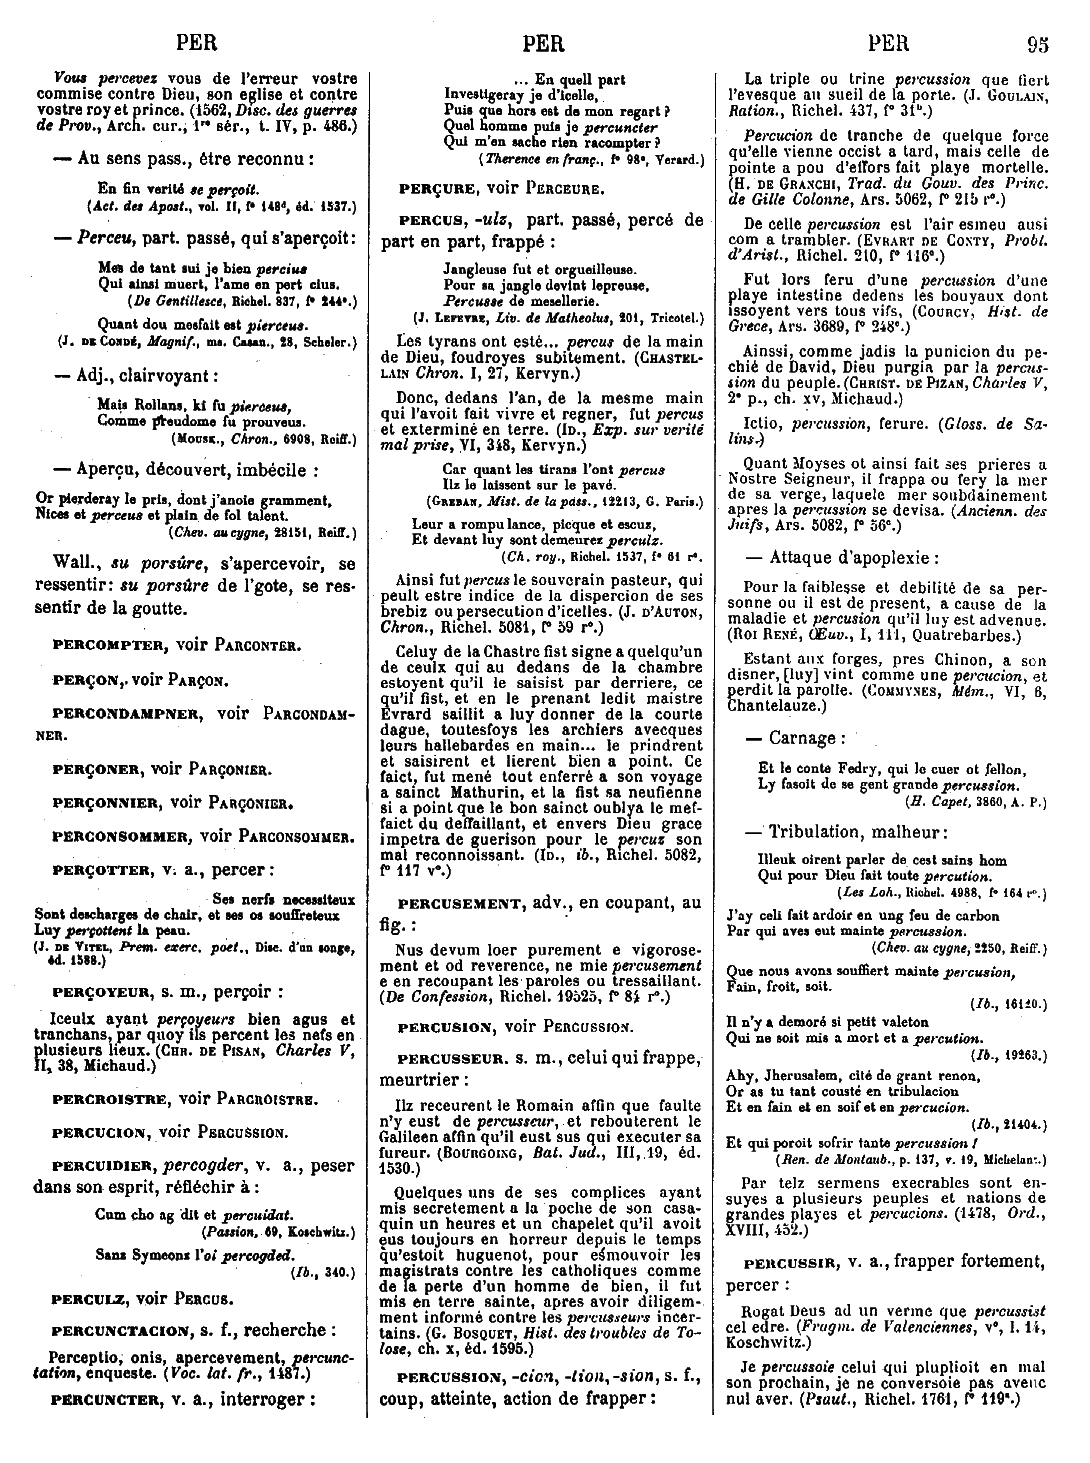 PER
PER
PER
95
Vous percevez vous de l'erreur vostre
commise contre Dieu, son eglise et contre
vostre roy et prince. (1562, Disc. des guerres
de Prov., Arch. cur., 1re sér., t. IV, p. 486.)
— Au sens pass., être reconnu :
En fin verité se perçoit.
(Act. des Apost., vol. II, f° 148d, éd. 1537.)
— Perceu, part. passé, qui s'aperçoit :
Mes de tant sui je bien percius
Qui ainsi muert, l'ame en pert cius.
(De Gentillesce, Richel. 837, f° 244c.)
Quant dou mesfait est pierceus.
(J. DE CONDÉ, Magnif., ms. Casan., 28, Scheler.)
— Adj., clairvoyant :
Mais Rollans, ki fu pierceus,
Comme preudome fu prouveus.
(MOUSK., Chron., 6908, Reiff.)
— Aperçu, découvert, imbécile :
Or pierderay le pris, dont j'anoie gramment,
Nices et perceus et plain de fol talent.
(Chev. au cygne, 28151, Reiff.)
Wall., su porsûre, s'apercevoir, se
ressentir : su porsûre de l'gote, se res-
sentir de la goutte.
PERCOMPTER, voir PARCONTER.
PERÇON, voir PARÇON.
PERCONDAMPNER, voir PARCONDAM-
NER.
PERÇONER, voir PARÇONIER.
PERÇONNIER, voir PARÇONIER.
PERCONSOMMER, voir PARCONSOMMER.
PERÇOTTER, v. a., percer :
Ses nerfs necessiteux
Sont descharges de chair, et ses os souffreteux
Luy perçottent la peau.
(J. DE VITEL, Prem. exerc. poet., Disc. d'un songe,
éd. 1588.)
PERÇOYEUR, s. m., perçoir :
Iceulx ayant perçoyeurs bien agus et
tranchans, par quoy ils percent les nefs en
plusieurs lieux. (CHR. DE PISAN, Charles V,
II, 38, Michaud.)
PERCROISTRE, voir PARCROISTRE.
PERCUCION, voir PERCUSSION.
PERCUIDIER, percogder, v. a., peser
dans son esprit, réfléchir à :
Cum cho ag dit et percuidat.
(Passion, 69, Koschwitz.)
Sans Symeonz l'oi percogded.
(Ib., 340.)
PERCULZ, voir PERCUS.
PERCUNCTACION, s. f., recherche :
Perceptio, onis, apercevement, percunc-
tation, enqueste. (Voc. lat. fr., 1487.)
PERCUNCTER, v. a., interroger :
... En quell part
Investigeray je d'icelle,
Puis que hors est de mon regart ?
Quel homme puis je percuncter
Qui m'en sache rien racompter ?
(Therence en franç., f° 98c, Verard.)
PERÇURE, voir PERCEURE.
PERCUS, -ulz, part. passé, percé de
part en part, frappé :
Jangleuse fut et orgueilleuse.
Pour sa jangle devint lepreuse,
Percusse de mesellerie.
(J. LEFEVRE, Liv. de Matheolus, 201, Tricotel.)
Les tyrans ont esté... percus de la main
de Dieu, foudroyes subitement. (CHASTEL-
LAIN Chron. I, 27, Kervyn.)
Donc, dedans l'an, de la mesme main
qui l'avoit fait vivre et regner, fut percus
et exterminé en terre. (ID., Exp. sur verité
mal prise, VI, 348, Kervyn.)
Car quant les tirans l'ont percus
Ilz le laissent sur le pavé.
(GREBAN, Mist. de la pass., 12213, G. Paris.)
Leur a rompu lance, picque et escuz,
Et devant luy sont demeurez perculz.
(Ch. roy., Richel. 1537, f° 61 r°.
Ainsi fut percus le souverain pasteur, qui
peult estre indice de la dispercion de ses
brebiz ou persecution d'icelles. (J. D'AUTON,
Chron., Richel. 5081, f° 59 r°.)
Celuy de la Chastre fist signe a quelqu'un
de ceulx qui au dedans de la chambre
estoyent qu'il le saisist par derriere, ce
qu'il fist, et en le prenant ledit maistre
Evrard saillit a luy donner de la courte
dague, toutesfoys les archiers avecques
leurs hallebardes en main... le prindrent
et saisirent et lierent bien a point. Ce
faict, fut mené tout enferré a son voyage
a sainct Mathurin, et la fist sa neufienne
si a point que le bon sainct oublya le mef-
faict du deffaillant, et envers Dieu grace
impetra de guerison pour le percuz son
mal reconnoissant. (ID., ib., Richel. 5082,
f° 117 v°.)
PERCUSEMENT, adv., en coupant, au
fig. :
Nus devum loer purement e vigorose-
ment et od reverence, ne mie percusement
e en recoupant les paroles ou tressaillant.
(De Confession, Richel. 19525, f° 84 r°.)
PERCUSION, voir PERCUSSION.
PERCUSSEUR. s. m., celui qui frappe,
meurtrier :
Ilz receurent le Romain affin que faulte
n'y eust de percusseur, et rebouterent le
Galileen affin qu'il eust sus qui executer sa
fureur. (BOURGOING, Bat. Jud., III, 19, éd.
1530.)
Quelques uns de ses complices ayant
mis secretement a la poche de son casa-
quin un heures et un chapelet qu'il avoit
eus toujours en horreur depuis le temps
qu'estoit huguenot, pour esmouvoir les
magistrats contre les catholiques comme
de la perte d'un homme de bien, il fut
mis en terre sainte, apres avoir diligem-
ment informé contre les percusseurs incer-
tains. (G. BOSQUET, Hist. des troubles de To-
lose, ch. x, éd. 1595.)
PERCUSSION, -cion, -tion, -sion, s. f.,
coup, atteinte, action de frapper :
La triple ou trine percussion que fiert
l'evesque au sueil de la porte. (J. GOULAIN,
Ration., Richel. 437, f° 31b.)
Percucion de tranche de quelque force
qu'elle vienne occist a tard, mais celle de
pointe a pou d'effors fait playe mortelle.
(H. DE GRANCHI, Trad. du Gouv. des Princ.
de Gille Colonne, Ars. 5062, f° 215 r°.)
De celle percussion est l'air esmeu ausi
com a trambler. (EVRART DE CONTY, Probl.
d'Arist., Richel. 210, f° 116c.)
Fut lors feru d'une percussion d'une
playe intestine dedens les bouyaux dont
issoyent vers tous vifs, (COURCY, Hist. de
Grece, Ars. 3689, f° 248c.)
Ainssi, comme jadis la punicion du pe-
chié de David, Dieu purgia par la percus-
sion du peuple. (CHRIST. DE PIZAN, Charles V,
2e p., ch. xv, Michaud.)
Ictio, percussion, ferure. (Gloss. de Sa-
lins.)
Quant Moyses ot ainsi fait ses prieres a
Nostre Seigneur, il frappa ou fery la mer
de sa verge, laquele mer soubdainement
apres la percussion se devisa. (Ancienn. des
Juifs, Ars. 5082, f° 56c.)
— Attaque d'apoplexie :
Pour la faiblesse et debilité de sa per-
sonne ou il est de present, a cause de la
maladie et percusion qu'il luy est advenue.
(ROI RENÉ, Œuv., I, 111, Quatrebarbes.)
Estant aux forges, pres Chinon, a son
disner, [luy] vint comme une percucion, et
perdit la parolle. (COMMYNES, Mém., VI, 6,
Chantelauze.)
— Carnage :
Et le conte Fedry, qui le cuer ot fellon,
Ly fasoit de se gent grande percussion.
(H. Capet, 3860, A. P.)
— Tribulation, malheur :
Illeuk oirent parler de cest sains hom
Qui pour Dieu fait toute percution.
(Les Loh., Richel. 4988, f° 164 r°.)
J'ay celi fait ardoir en ung feu de carbon
Par qui aves eut mainte percussion.
(Chev. au cygne, 2250, Reiff.)
Que nous avons souffiert mainte percusion,
Fain, froit, soit.
(Ib., 16120.)
Il n'y a demoré si petit valeton
Qui ne soit mis a mort et a percution.
(Ib., 19263.)
Ahy, Jherusalem, cité de grant renon,
Or as tu tant cousté en tribulacion
Et en fain et en soif et en percucion.
(Ib., 21404.)
Et qui poroit sofrir tante percussion !
(Ren. de Montaub., p. 137, v. 19, Michelant.)
Par telz sermens execrables sont en-
suyes a plusieurs peuples et nations de
grandes playes et percucions. (1478, Ord.,
XVIII, 452.)
PERCUSSIR, v. a., frapper fortement,
percer :
Rogat Deus ad un verme que percussist
cel edre. (Fragm. de Valenciennes, v°, l. 14,
Koschwitz.)
Je percussoie celui qui pluploit en mal
son prochain, je ne conversoie pas avenc
nul aver. (Psaut., Richel. 1761, f° 119c.)